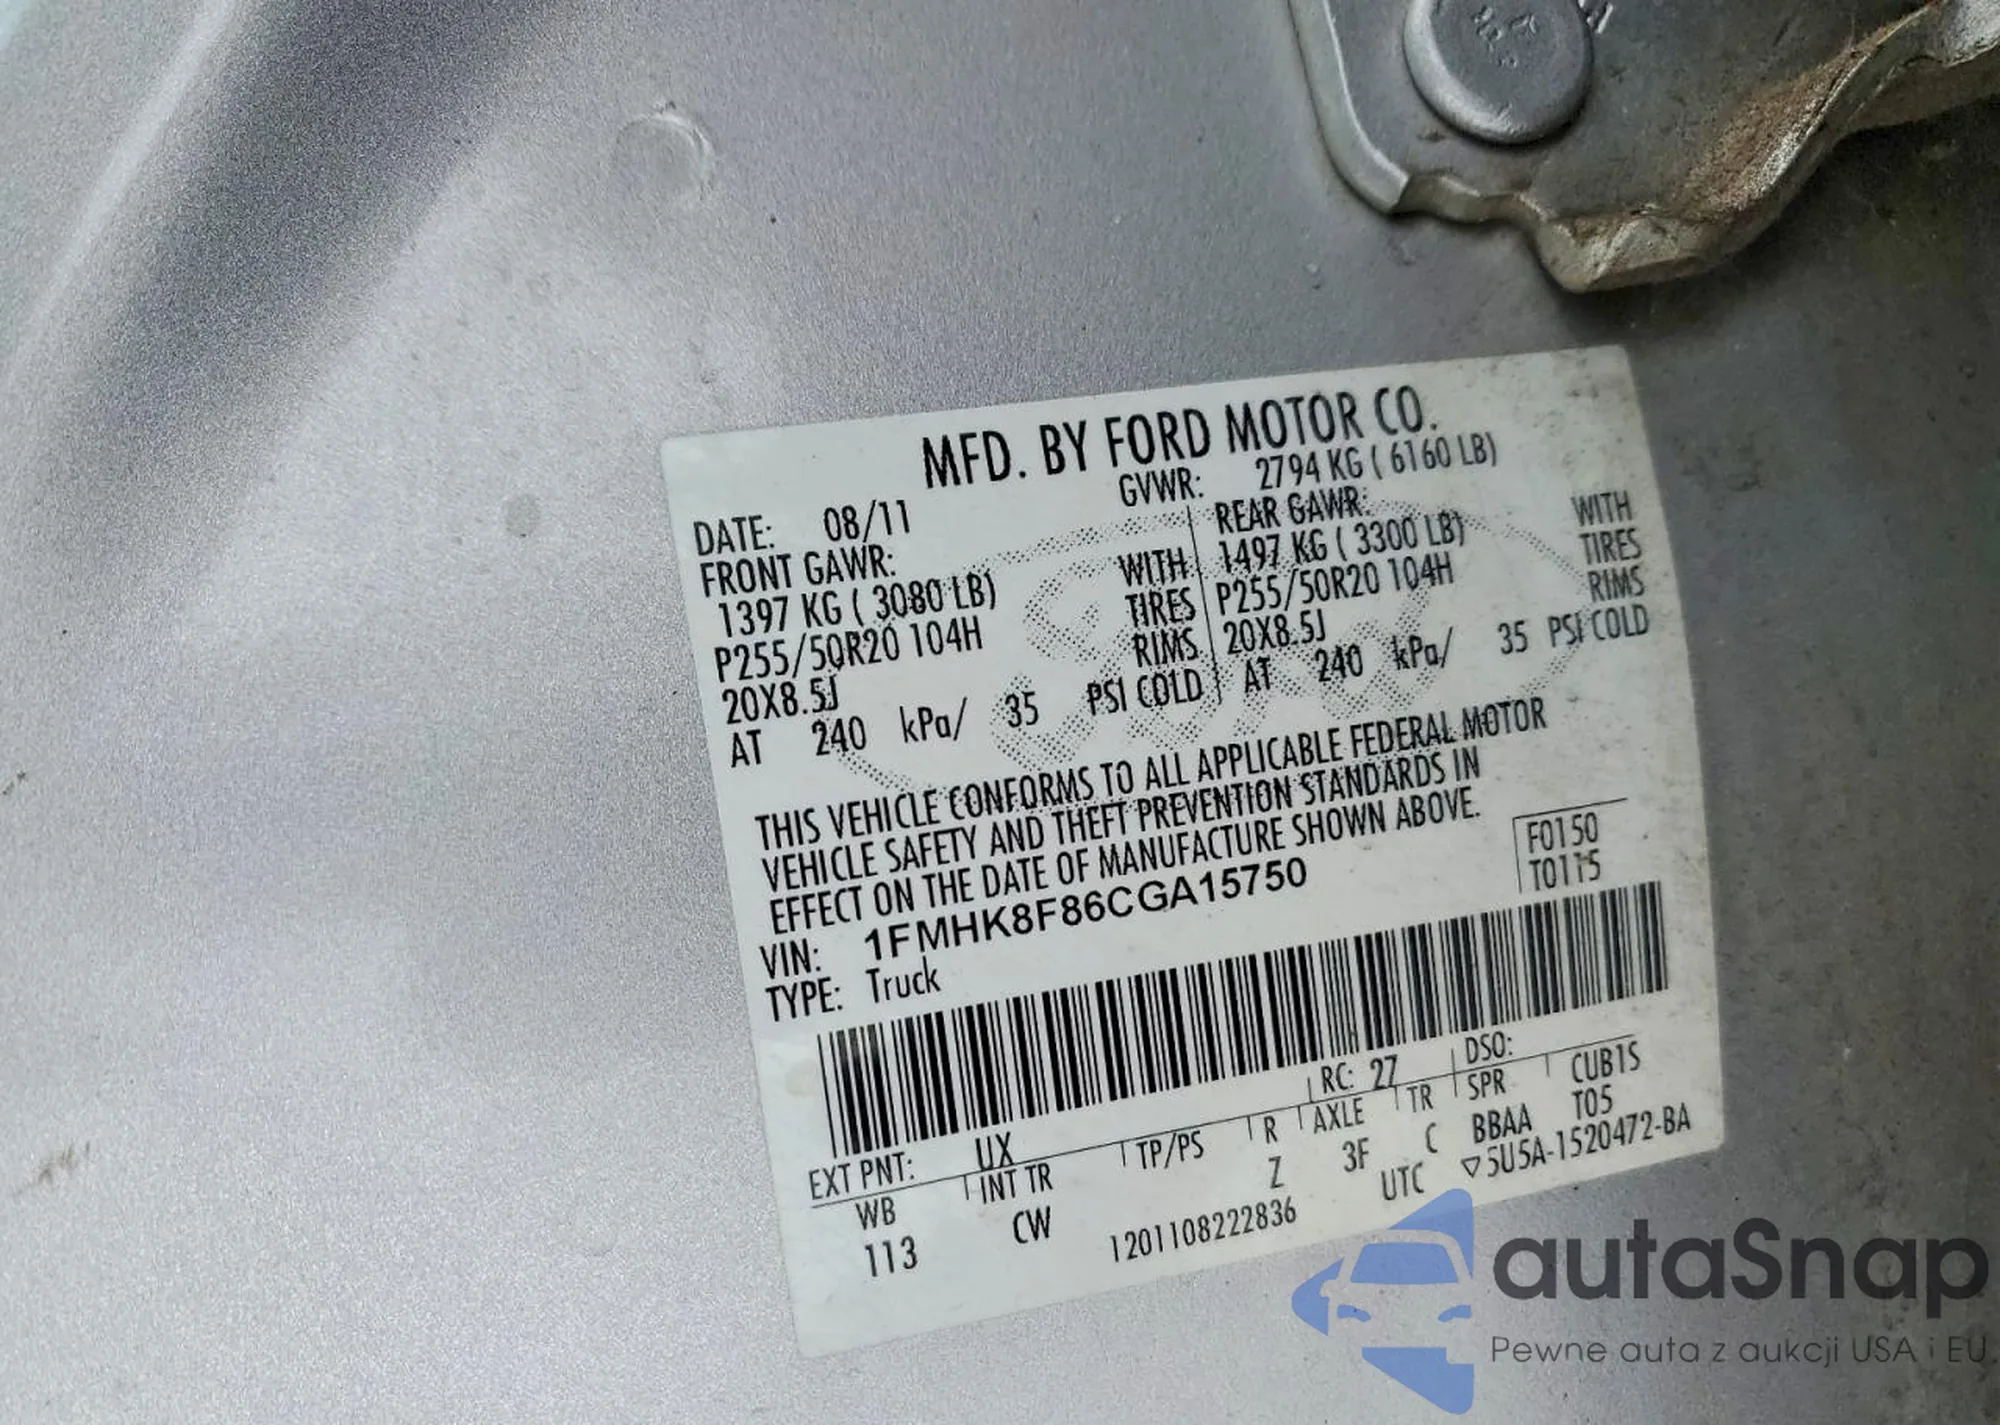 MFD. BY FORD MOTOR CO.
DATE: 08/11 GVWR: 2794 KG ( 6160 LB)
FRONT GAWR: REAR GAWR:
1397 KG ( 3080 LB) WITH 1497 KG ( 3300 LB) WITH
P255/50R20 104H TIRES P255/50R20 104H TIRES
20X8.5J RIMS 20X8.5J RIMS
AT 240 kPa/ 35 PSI COLD AT 240 kPa/ 35 PSI COLD
THIS VEHICLE CONFORMS TO ALL APPLICABLE FEDERAL MOTOR
VEHICLE SAFETY AND THEFT PREVENTION STANDARDS IN
EFFECT ON THE DATE OF MANUFACTURE SHOWN ABOVE.
VIN: 1FMHK8F86CGA15750
TYPE: Truck
F0150
T0115
EXT PNT: UX RC: 27 DSO:
WB INT TR TP/PS R AXLE TR SPR CUB1S
113 CW Z 3F C BBAA T05
1201108222836 UTC ▽5U5A-1520472-BA
autaSnap
Pewne auta z aukcji USA i EU